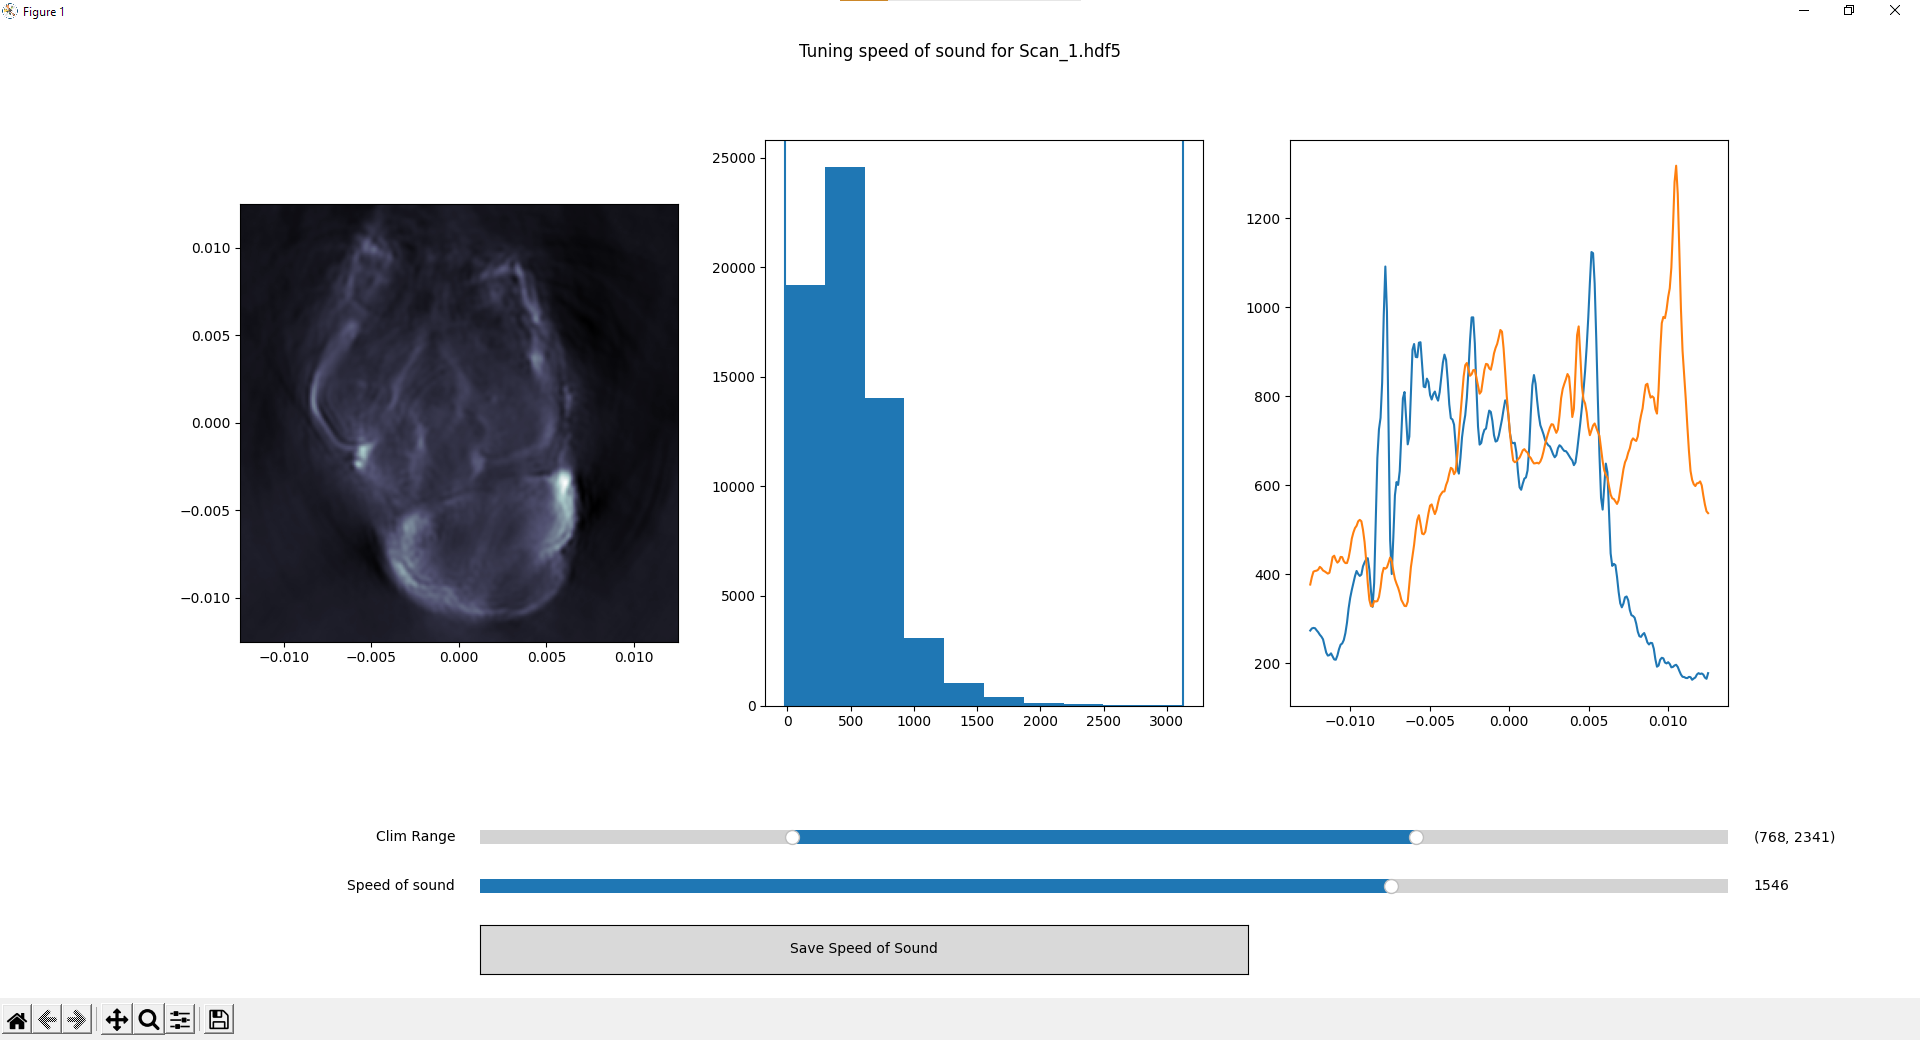 Figure 1
Tuning speed of sound for Scan_1.hdf5
0.010
0.005
0.000
−0.005
−0.010
−0.010 −0.005 0.000 0.005 0.010
25000
20000
15000
10000
5000
0
0 500 1000 1500 2000 2500 3000
1200
1000
800
600
400
200
−0.010 −0.005 0.000 0.005 0.010
Clim Range (768, 2341)
Speed of sound 1546
Save Speed of Sound